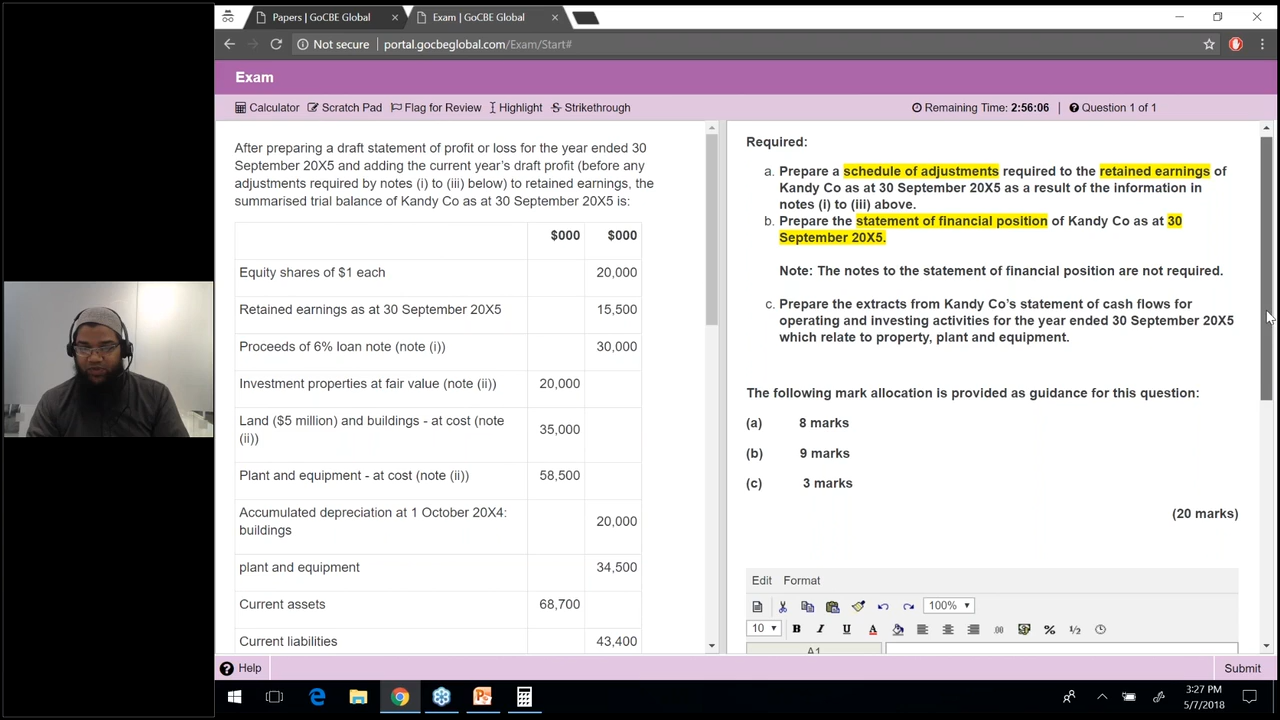 Papers | GoCBE Global
Exam | GoCBE Global
Not secure | portal.gocbeglobal.com/Exam/Start#
Exam
Calculator Scratch Pad Flag for Review Highlight Strikethrough Remaining Time: 2:56:06 | Question 1 of 1
After preparing a draft statement of profit or loss for the year ended 30
September 20X5 and adding the current year's draft profit (before any
adjustments required by notes (i) to (iii) below) to retained earnings, the
summarised trial balance of Kandy Co as at 30 September 20X5 is:
$000 $000
Equity shares of $1 each 20,000
Retained earnings as at 30 September 20X5 15,500
Proceeds of 6% loan note (note (i)) 30,000
Investment properties at fair value (note (ii)) 20,000
Land ($5 million) and buildings - at cost (note
(ii)) 35,000
Plant and equipment - at cost (note (ii)) 58,500
Accumulated depreciation at 1 October 20X4:
buildings 20,000
plant and equipment 34,500
Current assets 68,700
Current liabilities 43,400
Required:
a. Prepare a schedule of adjustments required to the retained earnings of
Kandy Co as at 30 September 20X5 as a result of the information in
notes (i) to (iii) above.
b. Prepare the statement of financial position of Kandy Co as at 30
September 20X5.
Note: The notes to the statement of financial position are not required.
c. Prepare the extracts from Kandy Co's statement of cash flows for
operating and investing activities for the year ended 30 September 20X5
which relate to property, plant and equipment.
The following mark allocation is provided as guidance for this question:
(a) 8 marks
(b) 9 marks
(c) 3 marks
(20 marks)
Edit Format
100%
10 B I U A .00 % 1/2
A1
Help
Submit
3:27 PM
5/7/2018